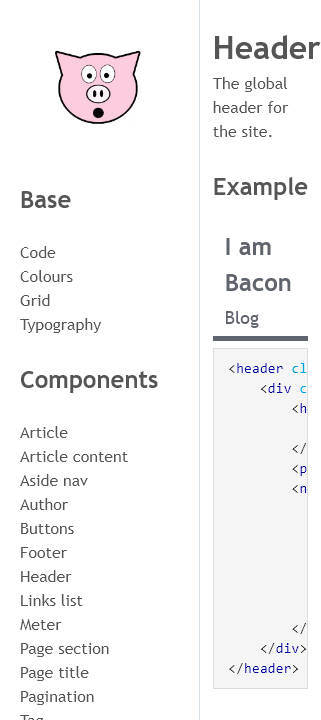 Base
Code
Colours
Grid
Typography
Components
Article
Article content
Aside nav
Author
Buttons
Footer
Header
Links list
Meter
Page section
Page title
Pagination
Header
The global
header for
the site.
Example
I am
Bacon
Blog
<header cl
<div c
<h
</
<p
<n
</
</div>
</header>